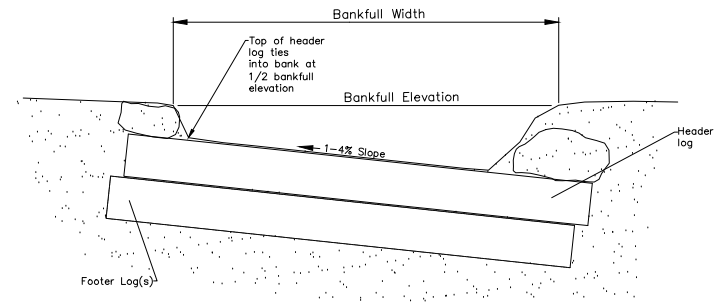 Bankfull Width
Top of header
log ties
into bank at
1/2 bankfull
elevation
Bankfull Elevation
1-4% Slope
Header
log
Footer Log(s)